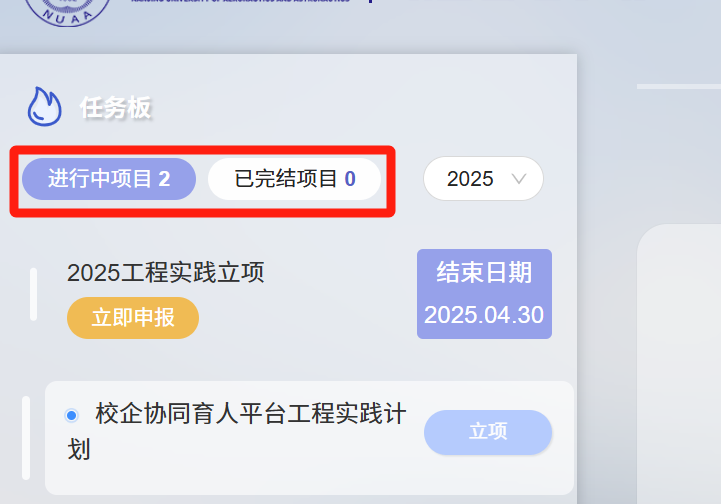 NUAA
任务板
进行中项目 2 已完结项目 0 2025
2025工程实践立项
立即申报
结束日期
2025.04.30
校企协同育人平台工程实践计
划
立项